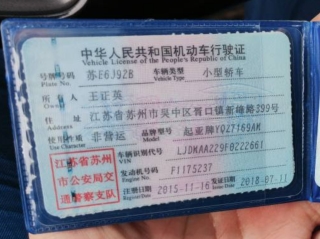 中华人民共和国机动车行驶证
Vehicle License of the People's Republic of China
号牌号码 苏E6J9ZB 车辆类型 小型轿车
Plate No. Vehicle Type
所有人 王正英
Owner
住址 江苏省苏州市吴中区胥口镇新峰路399号
Address
使用性质 非营运 品牌型号 起亚牌YQZ7169AK
Use Character Model
江苏省苏州
市公安局交
通警察支队
车辆识别代号 LJDKAA229F0222661
VIN
发动机号码 F1175237
Engine No.
注册日期 2015-11-16 发证日期 2018-07-11
Register Date Issue Date